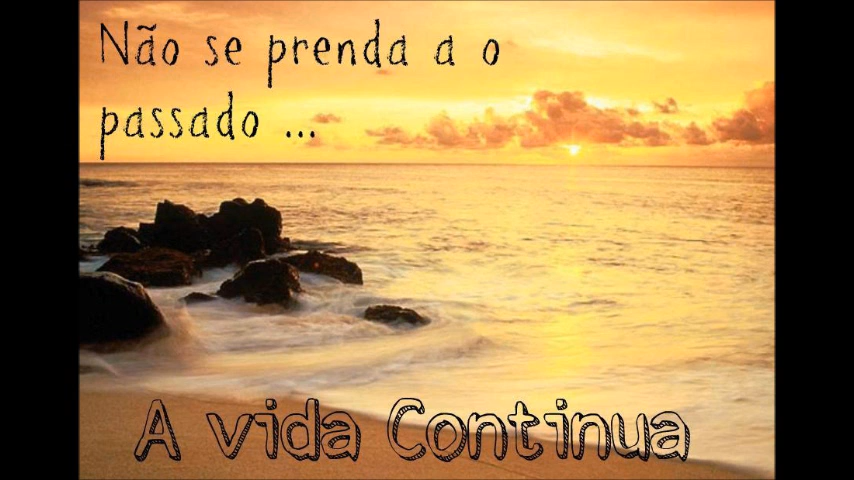 Não se prenda a o
passado ...
A vida Continua